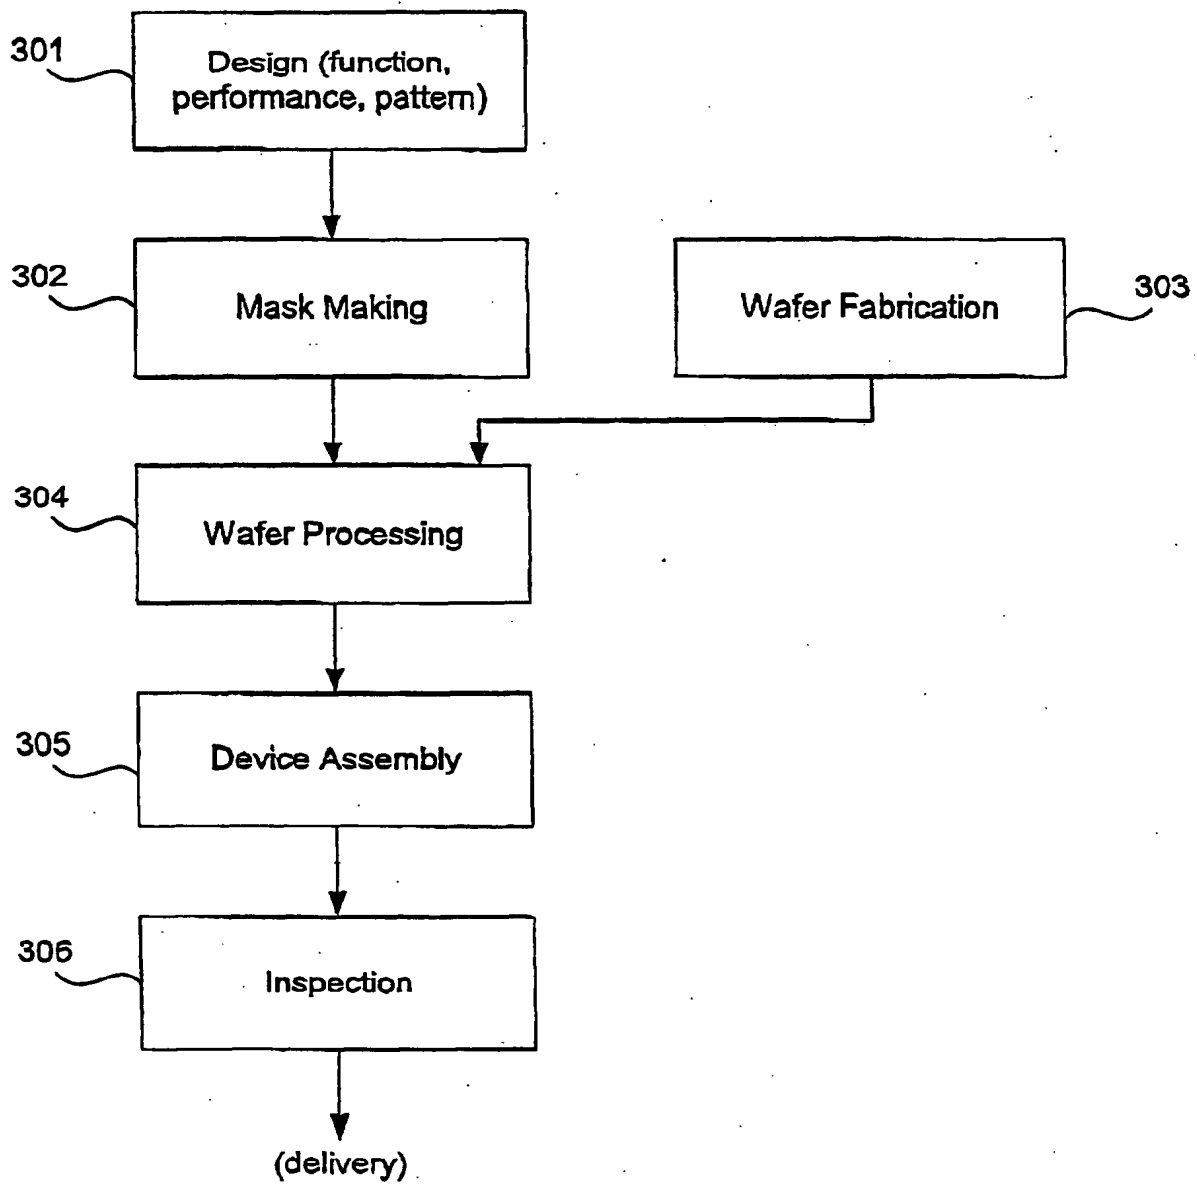 301
Design (function,
performance, pattern)
302
Mask Making
Wafer Fabrication
303
304
Wafer Processing
305
Device Assembly
306
Inspection
(delivery)